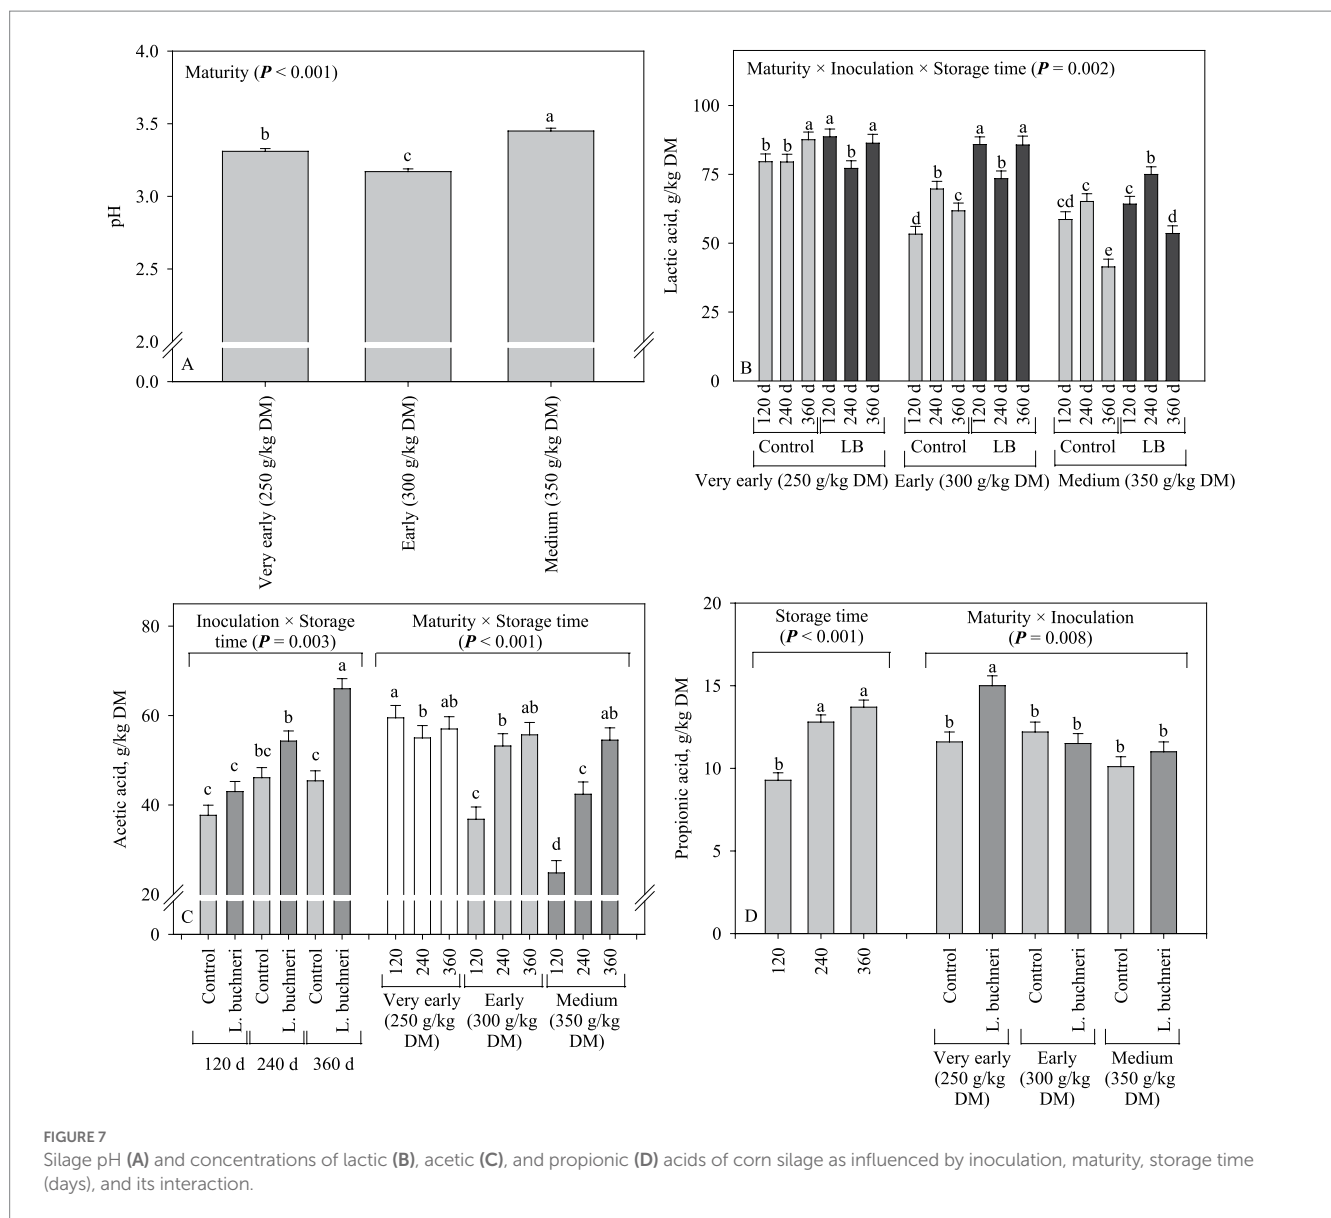 4.0
3.5
3.0
2.5
2.0
0.0
pH
Maturity (P < 0.001)
b
c
a
A
Very early (250 g/kg DM)
Early (300 g/kg DM)
Medium (350 g/kg DM)
Maturity × Inoculation × Storage time (P = 0.002)
100
75
50
25
0
Lactic acid, g/kg DM
b b a a b a
d b c a b a
cd c e c b d
B
120 d 240 d 360 d 120 d 240 d 360 d
120 d 240 d 360 d 120 d 240 d 360 d
120 d 240 d 360 d 120 d 240 d 360 d
Control LB Control LB Control LB
Very early (250 g/kg DM) Early (300 g/kg DM) Medium (350 g/kg DM)
80
60
40
20
0
Acetic acid, g/kg DM
Inoculation × Storage
time (P = 0.003)
c c bc b c a
Maturity × Storage time
(P < 0.001)
a b ab c b ab d c ab
C
Control L. buchneri Control L. buchneri Control L. buchneri
120 d 240 d 360 d
120 240 360 120 240 360 120 240 360
Very early
(250 g/kg
DM)
Early
(300 g/kg
DM)
Medium
(350 g/kg
DM)
20
15
10
5
0
Propionic acid, g/kg DM
Storage time
(P < 0.001)
b a a
Maturity × Inoculation
(P = 0.008)
b a b b b b
D
120 240 360
Control L. buchneri Control L. buchneri Control L. buchneri
Very early
(250 g/kg
DM)
Early
(300 g/kg
DM)
Medium
(350 g/kg
DM)
FIGURE 7
Silage pH (A) and concentrations of lactic (B), acetic (C), and propionic (D) acids of corn silage as influenced by inoculation, maturity, storage time
(days), and its interaction.